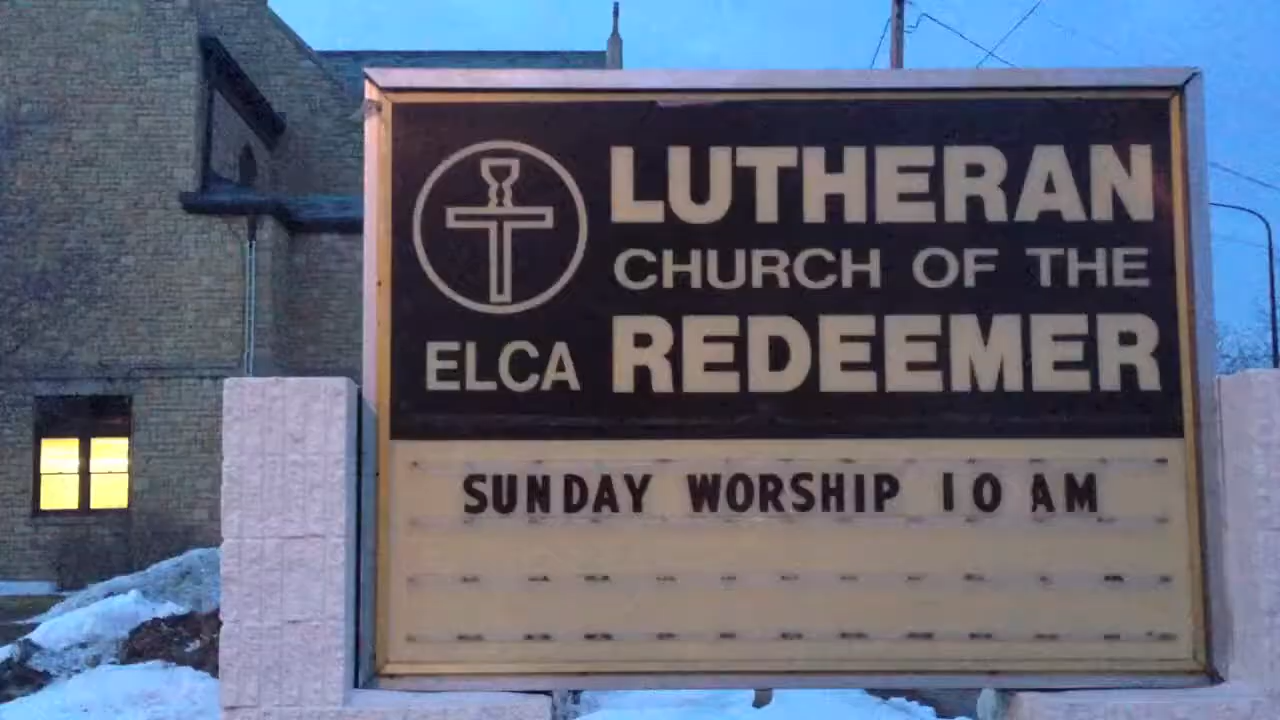 LUTHERAN
CHURCH OF THE
ELCA REDEEMER
SUNDAY WORSHIP 10 AM